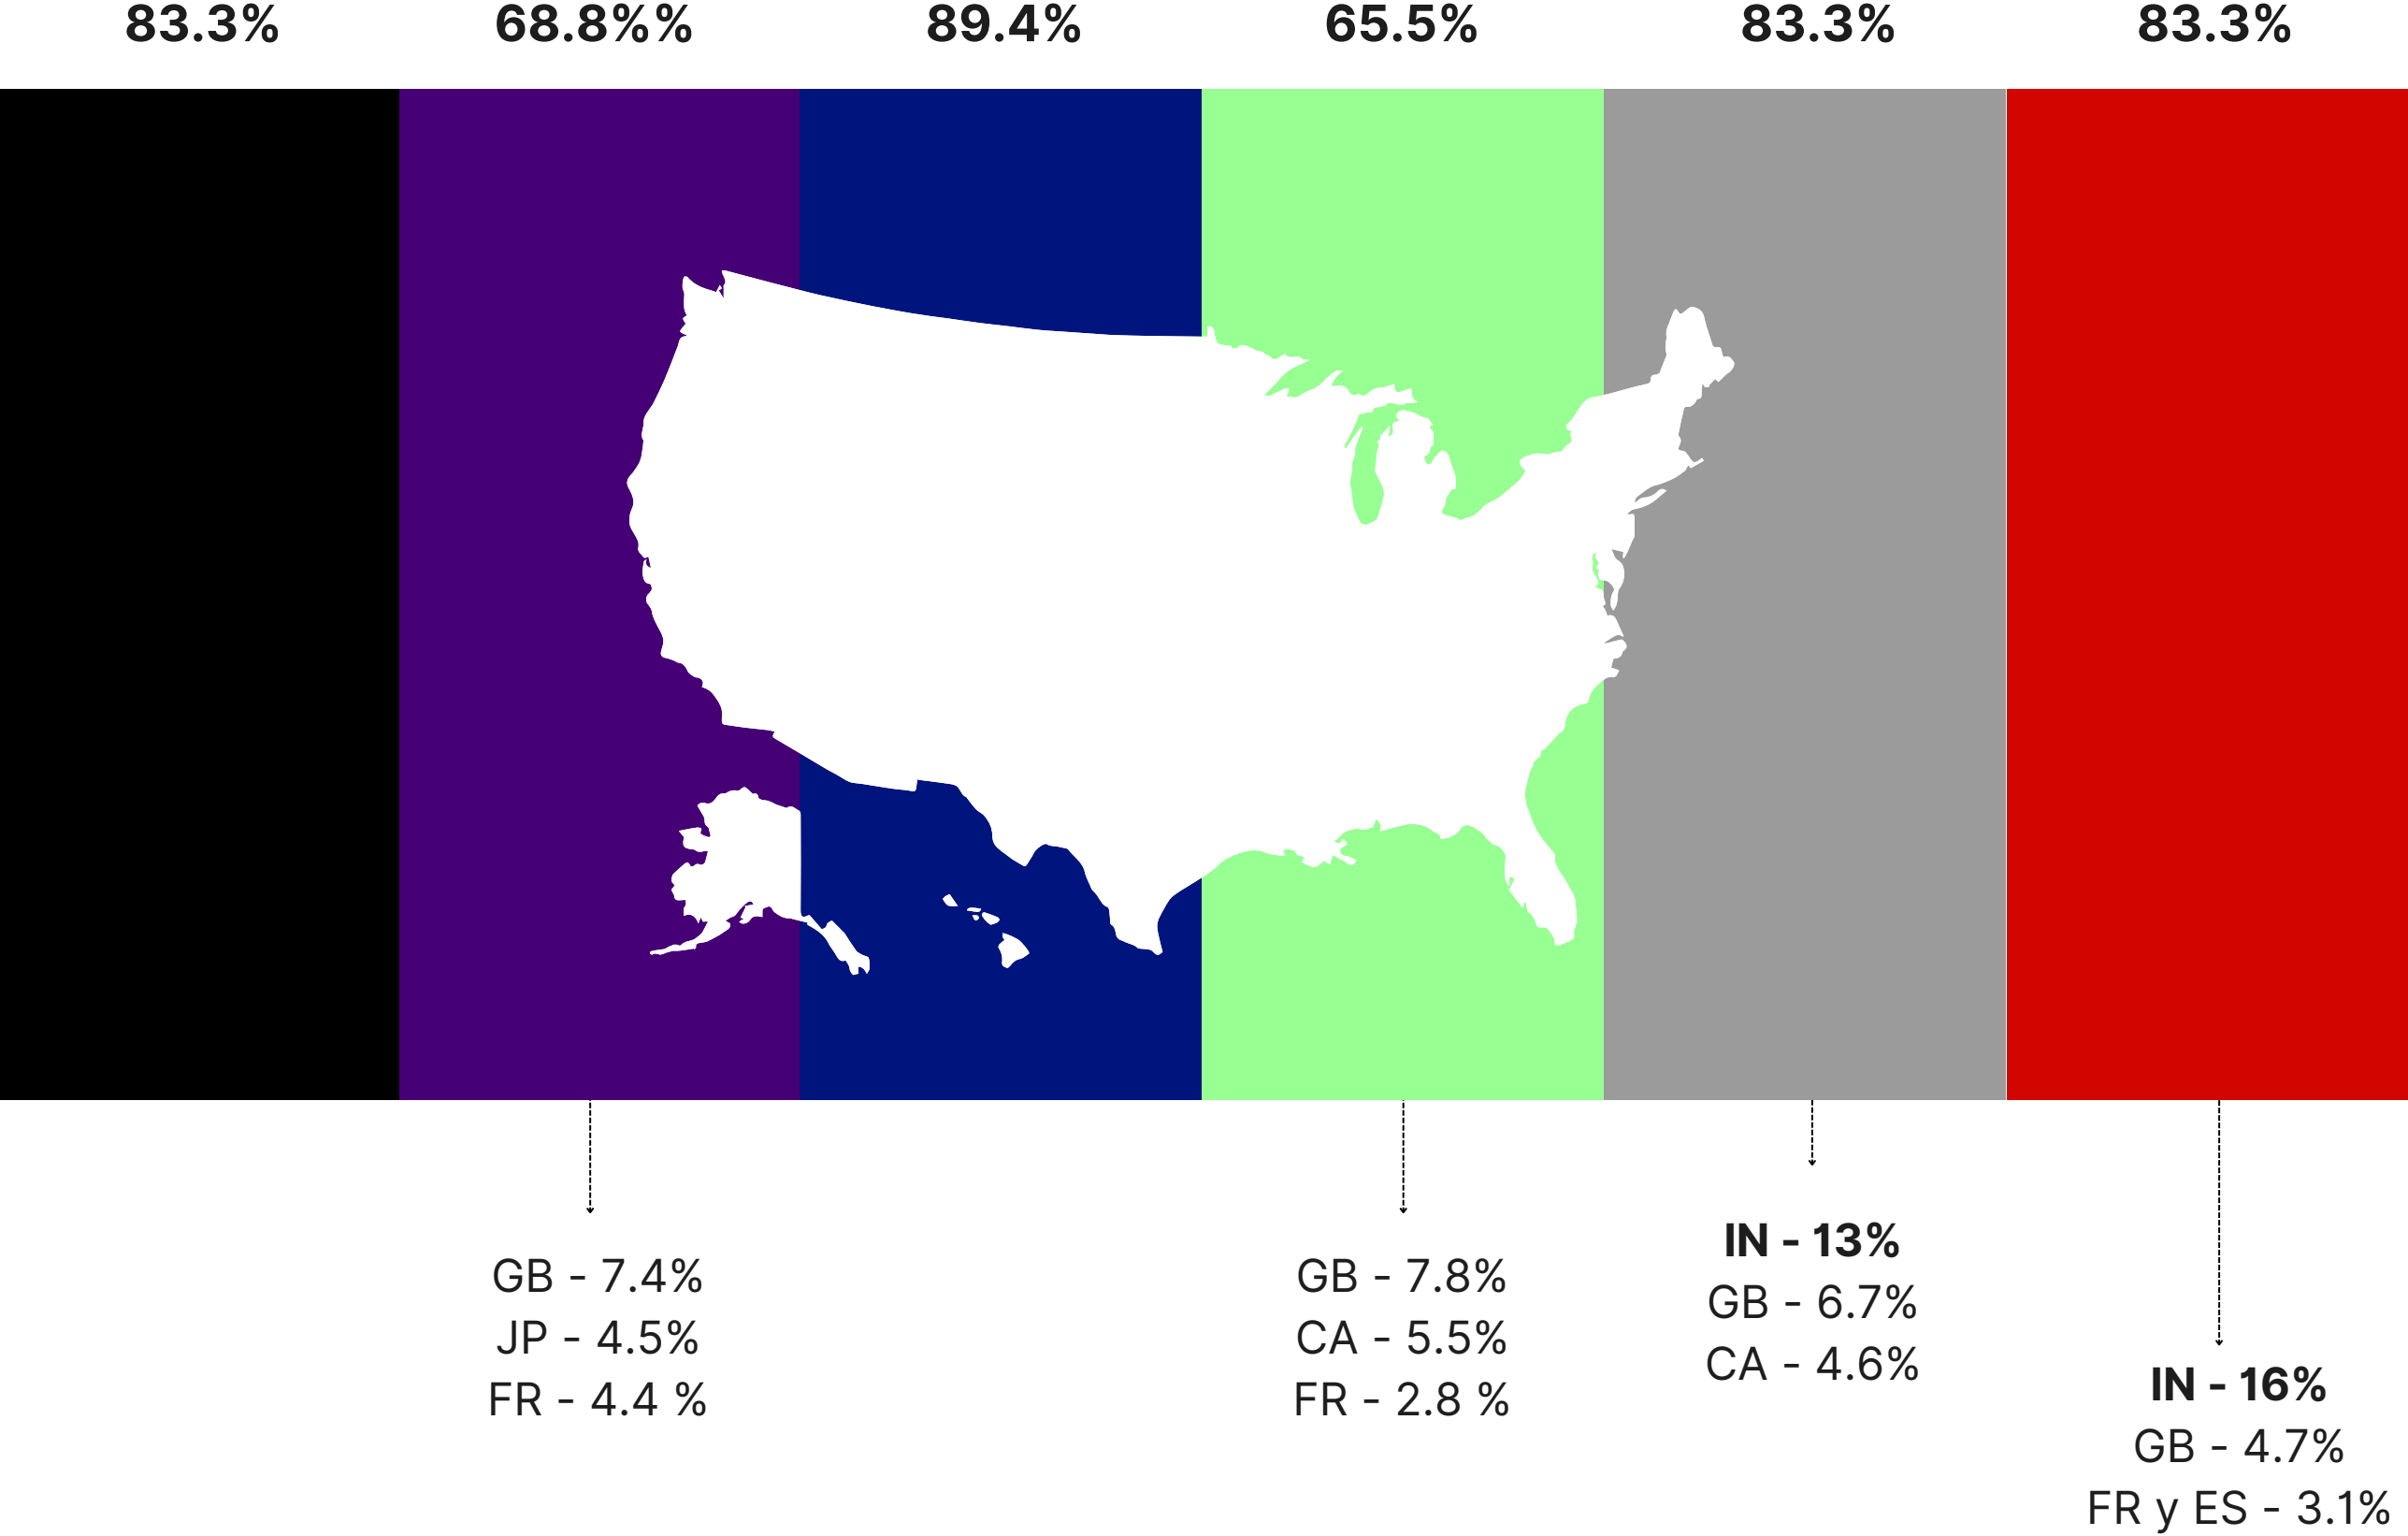 83.3%
68.8%%
89.4%
65.5%
83.3%
83.3%
GB - 7.4%
JP - 4.5%
FR - 4.4 %
GB - 7.8%
CA - 5.5%
FR - 2.8 %
IN - 13%
GB - 6.7%
CA - 4.6%
IN - 16%
GB - 4.7%
FR y ES - 3.1%